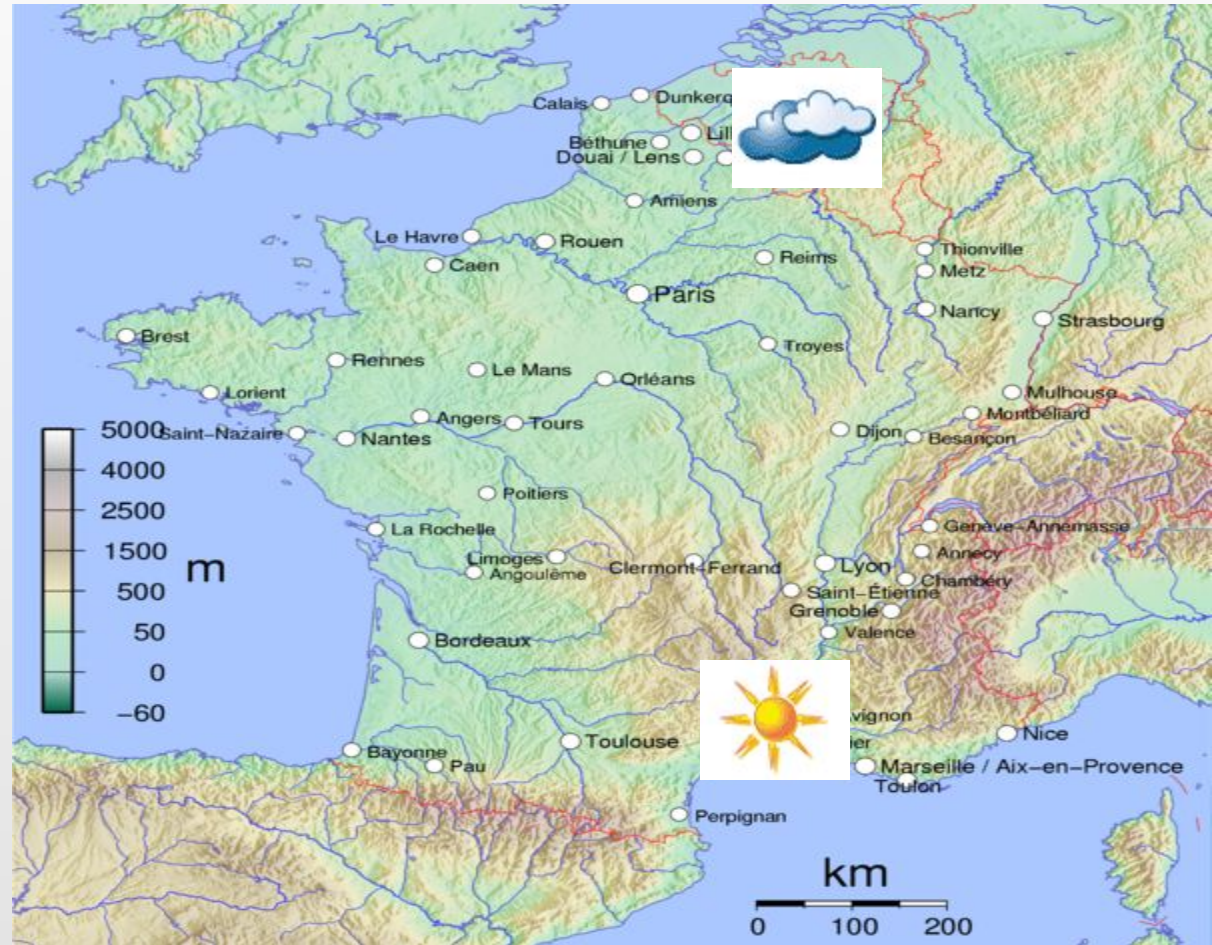 Calais
Dunkerq
Lill
Béthune
Douai / Lens
Amiens
Le Havre
Rouen
Caen
Reims
Thionville
Metz
Paris
Nancy
Strasbourg
Brest
Rennes
Troyes
Le Mans
Orléans
Lorient
Mulhouse
Montbéliard
Angers
Tours
Dijon
Besançon
Saint-Nazaire
Nantes
Poitiers
La Rochelle
Genève-Annemasse
Limoges
Angoulême
Clermont-Ferrand
Lyon
Annecy
Chambéry
Saint-Étienne
Grenoble
Valence
Bordeaux
Avignon
ier
Nice
Toulouse
Bayonne
Pau
Marseille / Aix-en-Provence
Toulon
Perpignan
5000
4000
2500
1500
500
50
0
-60
m
km
0 100 200